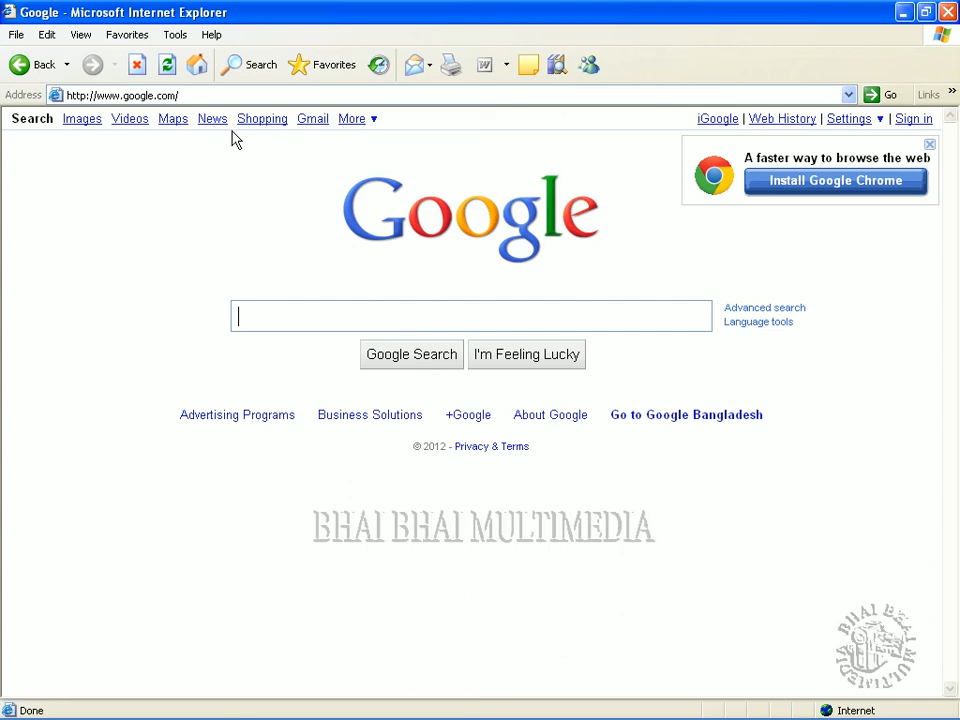 Google - Microsoft Internet Explorer
File Edit View Favorites Tools Help
Back Search Favorites
Address http://www.google.com/ Go Links »
Search Images Videos Maps News Shopping Gmail More ▼ iGoogle | Web History | Settings ▼ | Sign in
A faster way to browse the web
Install Google Chrome
Google
Advanced search
Language tools
Google Search I'm Feeling Lucky
Advertising Programs Business Solutions +Google About Google Go to Google Bangladesh
© 2012 - Privacy & Terms
BHAI BHAI MULTIMEDIA
BHAI BHAI MULTIMEDIA
Done Internet